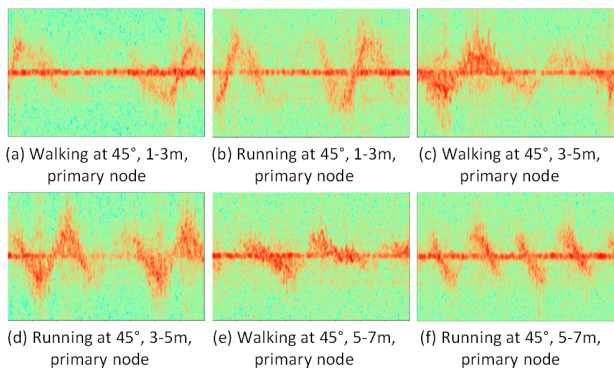 (a) Walking at 45°, 1-3m,
primary node
(b) Running at 45°, 1-3m,
primary node
(c) Walking at 45°, 3-5m,
primary node
(d) Running at 45°, 3-5m,
primary node
(e) Walking at 45°, 5-7m,
primary node
(f) Running at 45°, 5-7m,
primary node